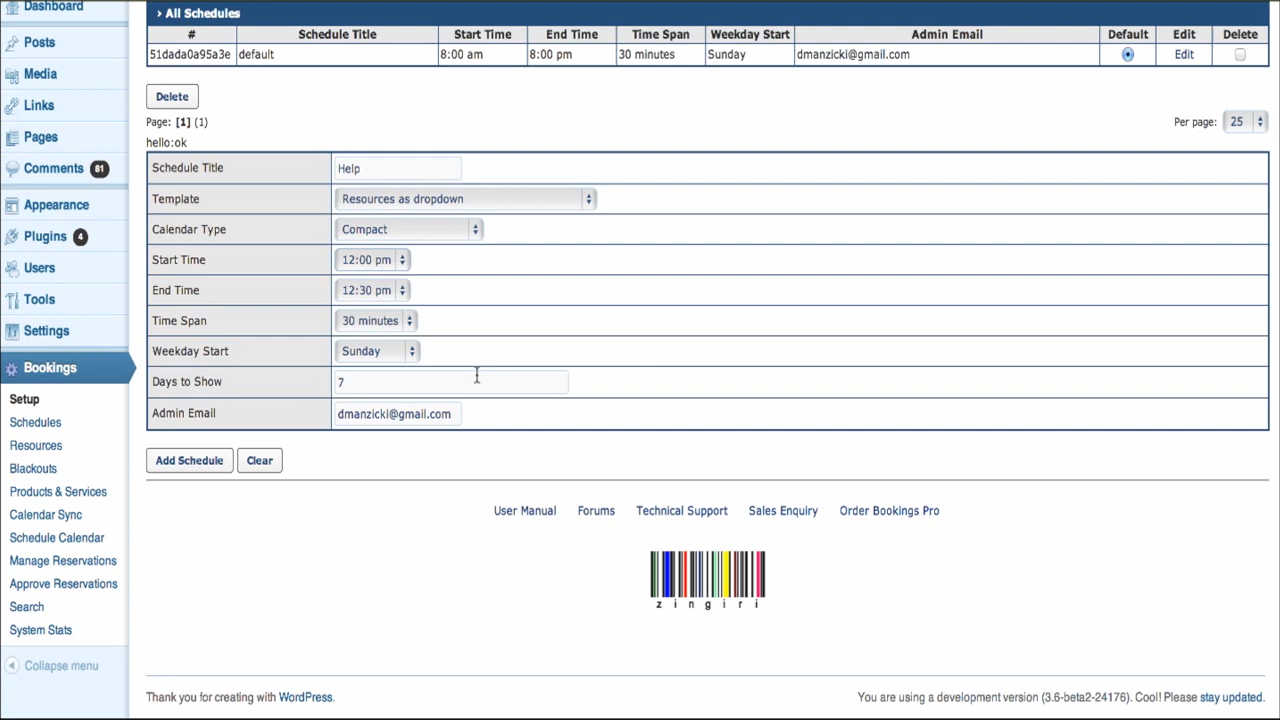 Dashboard
Posts
Media
Links
Pages
Comments 81
Appearance
Plugins 4
Users
Tools
Settings
Bookings
Setup
Schedules
Resources
Blackouts
Products & Services
Calendar Sync
Schedule Calendar
Manage Reservations
Approve Reservations
Search
System Stats
Collapse menu
› All Schedules
# Schedule Title Start Time End Time Time Span Weekday Start Admin Email Default Edit Delete
51dada0a95a3e default 8:00 am 8:00 pm 30 minutes Sunday dmanzicki@gmail.com Edit
Delete
Page: [1] (1) Per page: 25
hello:ok
Schedule Title Help
Template Resources as dropdown
Calendar Type Compact
Start Time 12:00 pm
End Time 12:30 pm
Time Span 30 minutes
Weekday Start Sunday
Days to Show 7
Admin Email dmanzicki@gmail.com
Add Schedule Clear
User Manual Forums Technical Support Sales Enquiry Order Bookings Pro
zingiri
Thank you for creating with WordPress. You are using a development version (3.6-beta2-24176). Cool! Please stay updated.